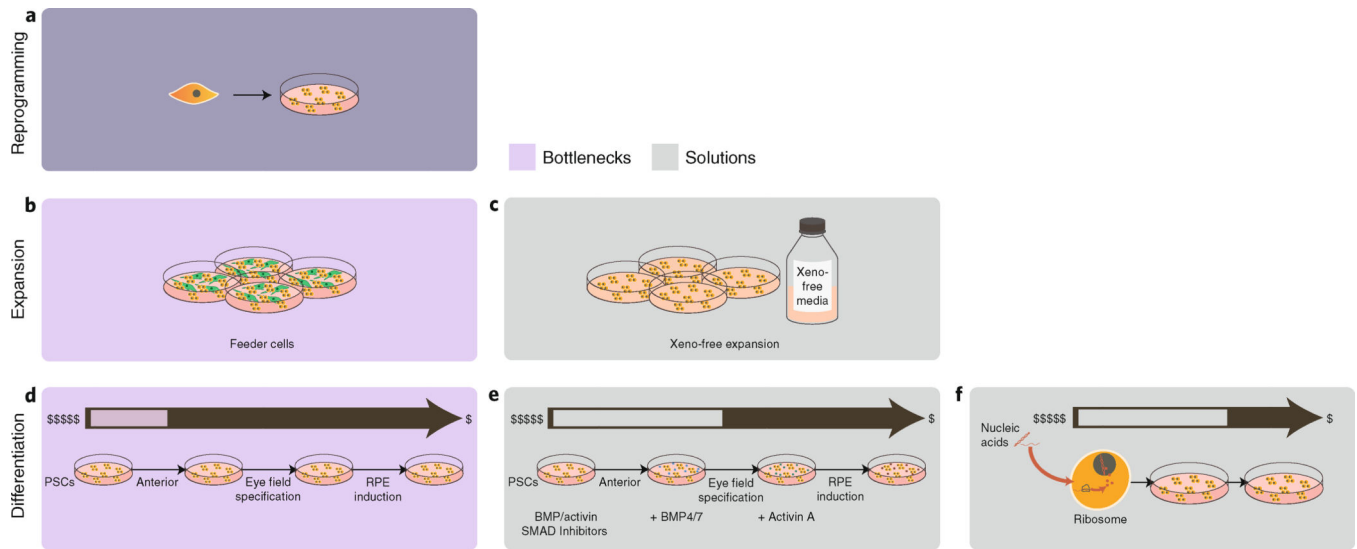 a
Reprogramming
Bottlenecks
Solutions
b
Expansion
Feeder cells
c
Xeno-
free
media
Xeno-free expansion
d
Differentiation
$$$$$
$
PSCs
Anterior
Eye field
specification
RPE
induction
e
$$$$$
$
PSCs
Anterior
Eye field
specification
RPE
induction
BMP/activin
SMAD Inhibitors
+ BMP4/7
+ Activin A
f
$$$$$
$
Nucleic
acids
Ribosome